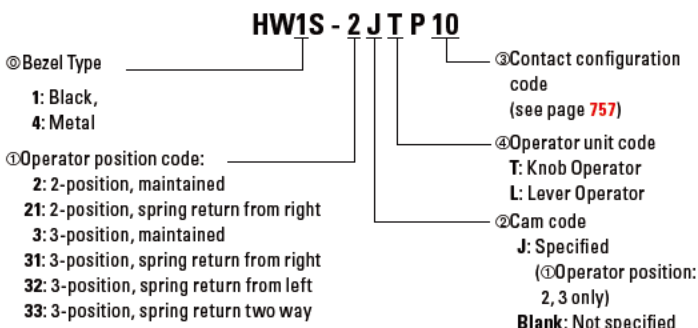 HW1S - 2 J T P 10
⓪Bezel Type
1: Black,
4: Metal
①Operator position code:
2: 2-position, maintained
21: 2-position, spring return from right
3: 3-position, maintained
31: 3-position, spring return from right
32: 3-position, spring return from left
33: 3-position, spring return two way
③Contact configuration
code
(see page 757)
④Operator unit code
T: Knob Operator
L: Lever Operator
②Cam code
J: Specified
(①Operator position:
2, 3 only)
Blank: Not specified